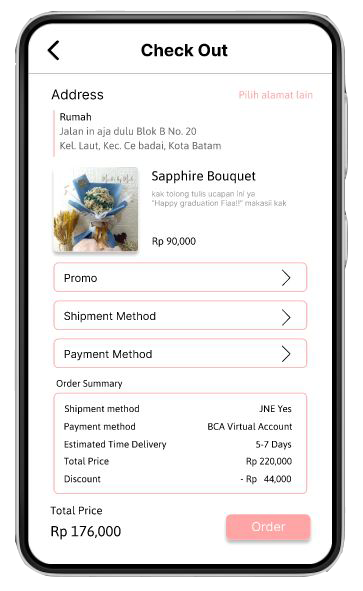 Check Out
Address
Pilih alamat lain
Rumah
Jalan in aja dulu Blok B No. 20
Kel. Laut, Kec. Ce badai, Kota Batam
Sapphire Bouquet
kak tolong tulis ucapan ini ya
"Happy graduation Fiaa!!" makasii kak
Rp 90,000
Promo
Shipment Method
Payment Method
Order Summary
Shipment method JNE Yes
Payment method BCA Virtual Account
Estimated Time Delivery 5-7 Days
Total Price Rp 220,000
Discount - Rp 44,000
Total Price
Rp 176,000
Order